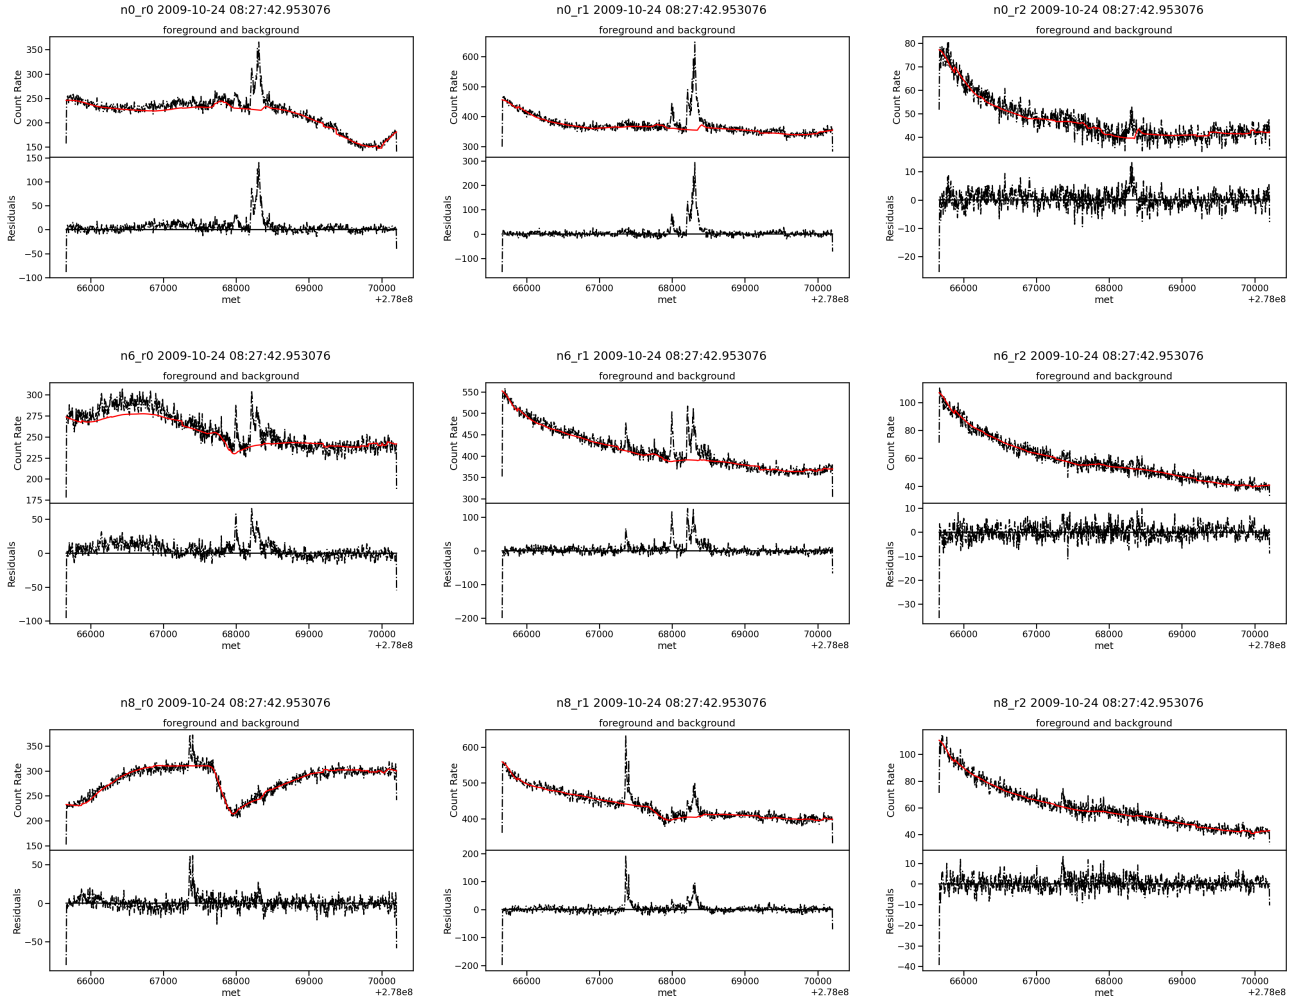 n0_r0 2009-10-24 08:27:42.953076
foreground and background
Count Rate
350
300
250
200
150
Residuals
150
100
50
0
−50
−100
66000 67000 68000 69000 70000
met
+2.78e8
n0_r1 2009-10-24 08:27:42.953076
foreground and background
Count Rate
600
500
400
300
Residuals
300
200
100
0
−100
66000 67000 68000 69000 70000
met
+2.78e8
n0_r2 2009-10-24 08:27:42.953076
foreground and background
Count Rate
80
70
60
50
40
Residuals
10
0
−10
−20
66000 67000 68000 69000 70000
met
+2.78e8
n6_r0 2009-10-24 08:27:42.953076
foreground and background
Count Rate
300
275
250
225
200
175
Residuals
50
0
−50
−100
66000 67000 68000 69000 70000
met
+2.78e8
n6_r1 2009-10-24 08:27:42.953076
foreground and background
Count Rate
550
500
450
400
350
300
Residuals
100
0
−100
−200
66000 67000 68000 69000 70000
met
+2.78e8
n6_r2 2009-10-24 08:27:42.953076
foreground and background
Count Rate
100
80
60
40
Residuals
10
0
−10
−20
−30
66000 67000 68000 69000 70000
met
+2.78e8
n8_r0 2009-10-24 08:27:42.953076
foreground and background
Count Rate
350
300
250
200
150
Residuals
50
0
−50
66000 67000 68000 69000 70000
met
+2.78e8
n8_r1 2009-10-24 08:27:42.953076
foreground and background
Count Rate
600
500
400
Residuals
200
100
0
−100
−200
66000 67000 68000 69000 70000
met
+2.78e8
n8_r2 2009-10-24 08:27:42.953076
foreground and background
Count Rate
100
80
60
40
Residuals
10
0
−10
−20
−30
−40
66000 67000 68000 69000 70000
met
+2.78e8